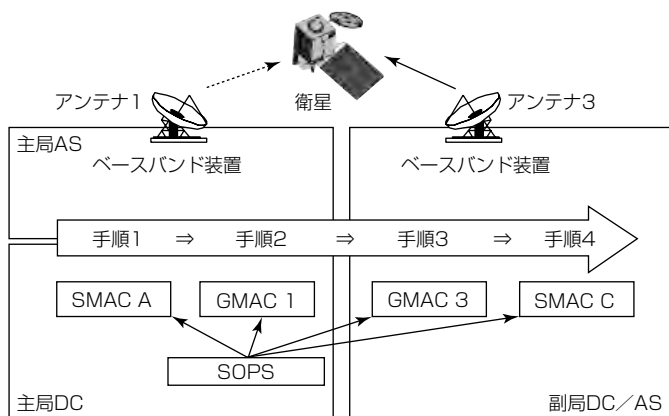 アンテナ1
衛星
アンテナ3
主局AS
ベースバンド装置
ベースバンド装置
手順1 ⇒ 手順2 ⇒ 手順3 ⇒ 手順4
SMAC A
GMAC 1
GMAC 3
SMAC C
SOPS
主局DC
副局DC／AS